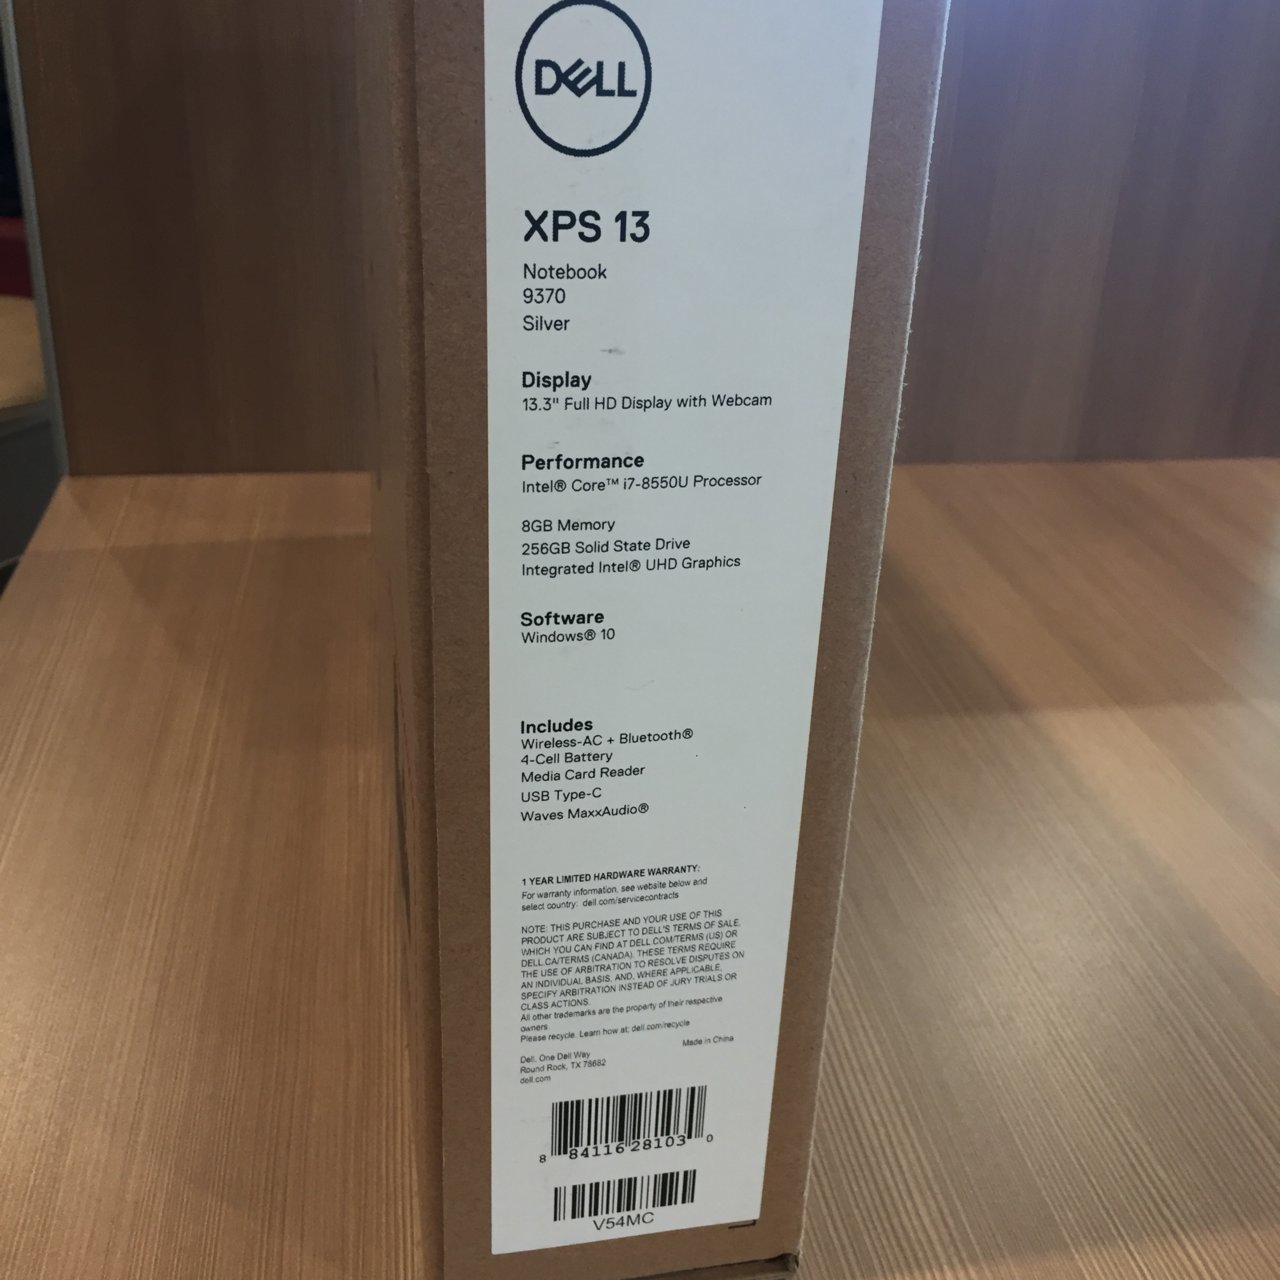 DELL
XPS 13
Notebook
9370
Silver
Display
13.3" Full HD Display with Webcam
Performance
Intel® Core™ i7-8550U Processor
8GB Memory
256GB Solid State Drive
Integrated Intel® UHD Graphics
Software
Windows® 10
Includes
Wireless-AC + Bluetooth®
4-Cell Battery
Media Card Reader
USB Type-C
Waves MaxxAudio®
1 YEAR LIMITED HARDWARE WARRANTY:
For warranty information, see website below and
select country: dell.com/servicecontracts
NOTE: THIS PURCHASE AND YOUR USE OF THIS
PRODUCT ARE SUBJECT TO DELL'S TERMS OF SALE,
WHICH YOU CAN FIND AT DELL.COM/TERMS (US) OR
DELL.CA/TERMS (CANADA). THESE TERMS REQUIRE
THE USE OF ARBITRATION TO RESOLVE DISPUTES ON
AN INDIVIDUAL BASIS, AND, WHERE APPLICABLE,
SPECIFY ARBITRATION INSTEAD OF JURY TRIALS OR
CLASS ACTIONS.
All other trademarks are the property of their respective
owners.
Please recycle. Learn how at: dell.com/recycle
Made in China
Dell, One Dell Way
Round Rock, TX 78682
dell.com
8 84116 28103 0
V54MC